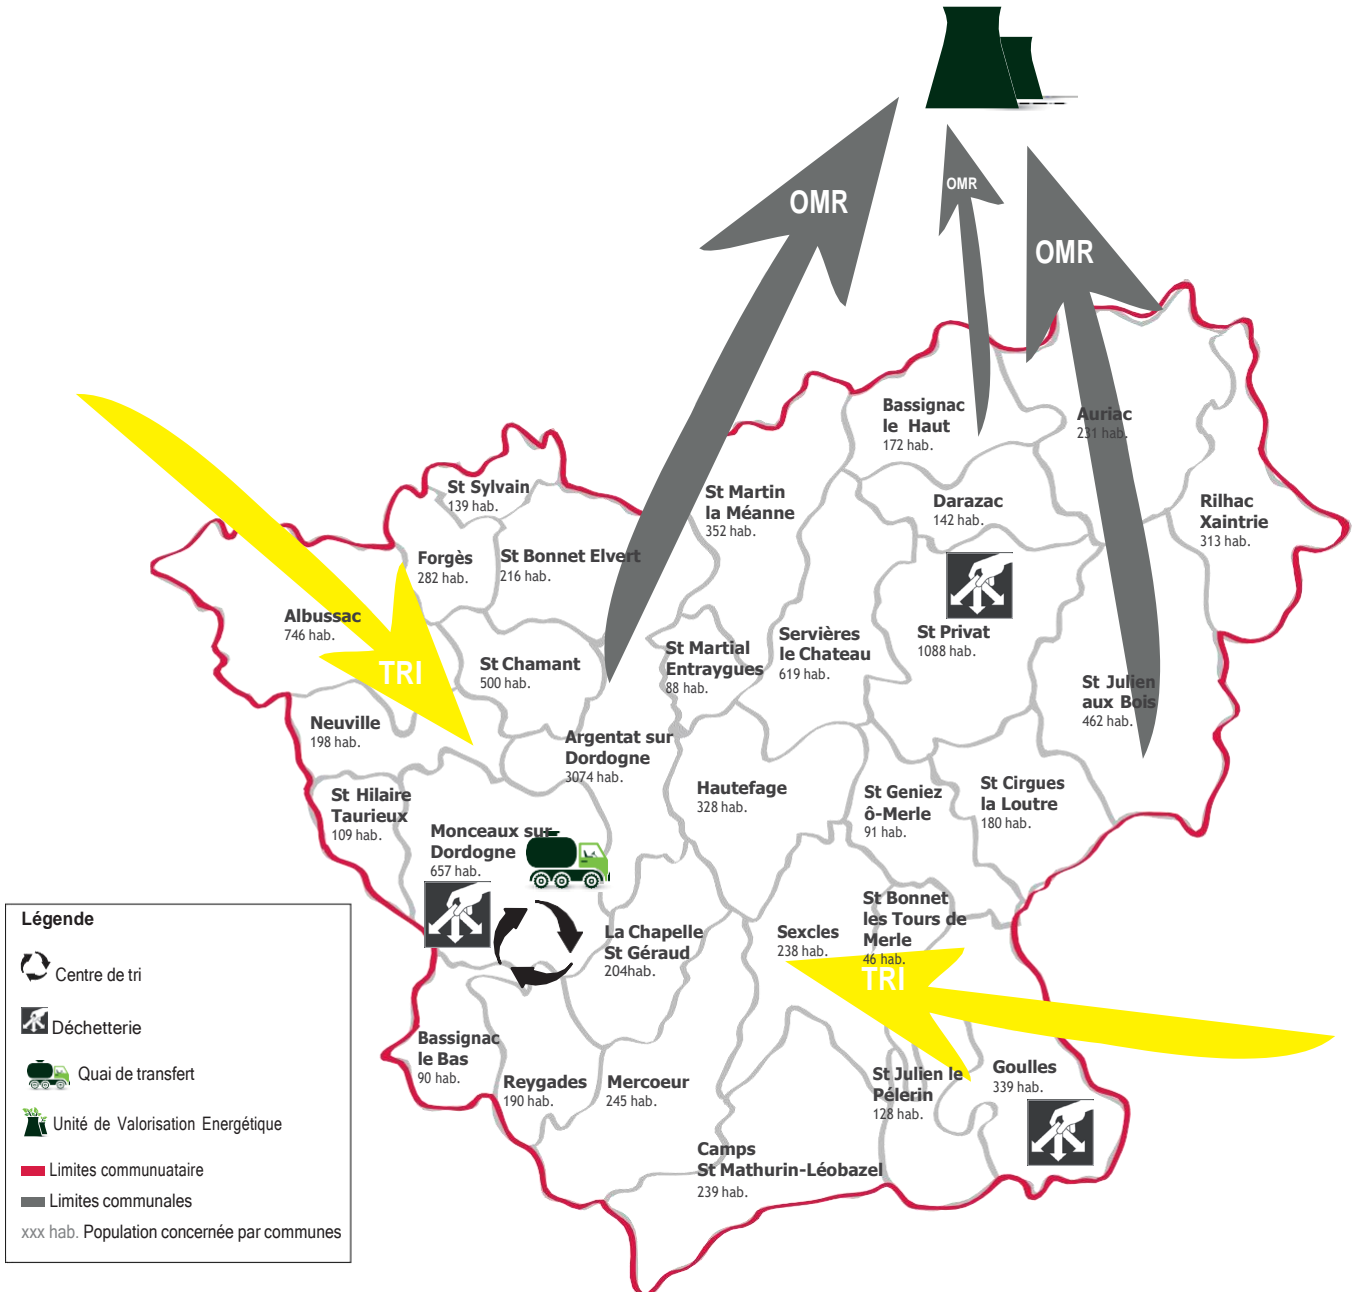 OMR
OMR
OMR
Bassignac
le Haut
172 hab.
Auriac
231 hab.
St Sylvain
139 hab.
St Martin
la Méanne
352 hab.
Darazac
142 hab.
Rilhac
Xaintrie
313 hab.
Forgès
282 hab.
St Bonnet Elvert
216 hab.
Albussac
746 hab.
TRI
St Chamant
500 hab.
St Martial
Entraygues
88 hab.
Servières
le Chateau
619 hab.
St Privat
1088 hab.
St Julien
aux Bois
462 hab.
Neuville
198 hab.
Argentat sur
Dordogne
3074 hab.
Hautefage
328 hab.
St Geniez
ô-Merle
91 hab.
St Cirgues
la Loutre
180 hab.
St Hilaire
Taurieux
109 hab.
Monceaux sur
Dordogne
657 hab.
La Chapelle
St Géraud
204hab.
Sexcles
238 hab.
St Bonnet
les Tours de
Merle
46 hab.
TRI
Bassignac
le Bas
90 hab.
Reygades
190 hab.
Mercoeur
245 hab.
St Julien le
Pélerin
128 hab.
Goulles
339 hab.
Camps
St Mathurin-Léobazel
239 hab.
Légende
Centre de tri
Déchetterie
Quai de transfert
Unité de Valorisation Energétique
Limites communuataire
Limites communales
xxx hab. Population concernée par communes